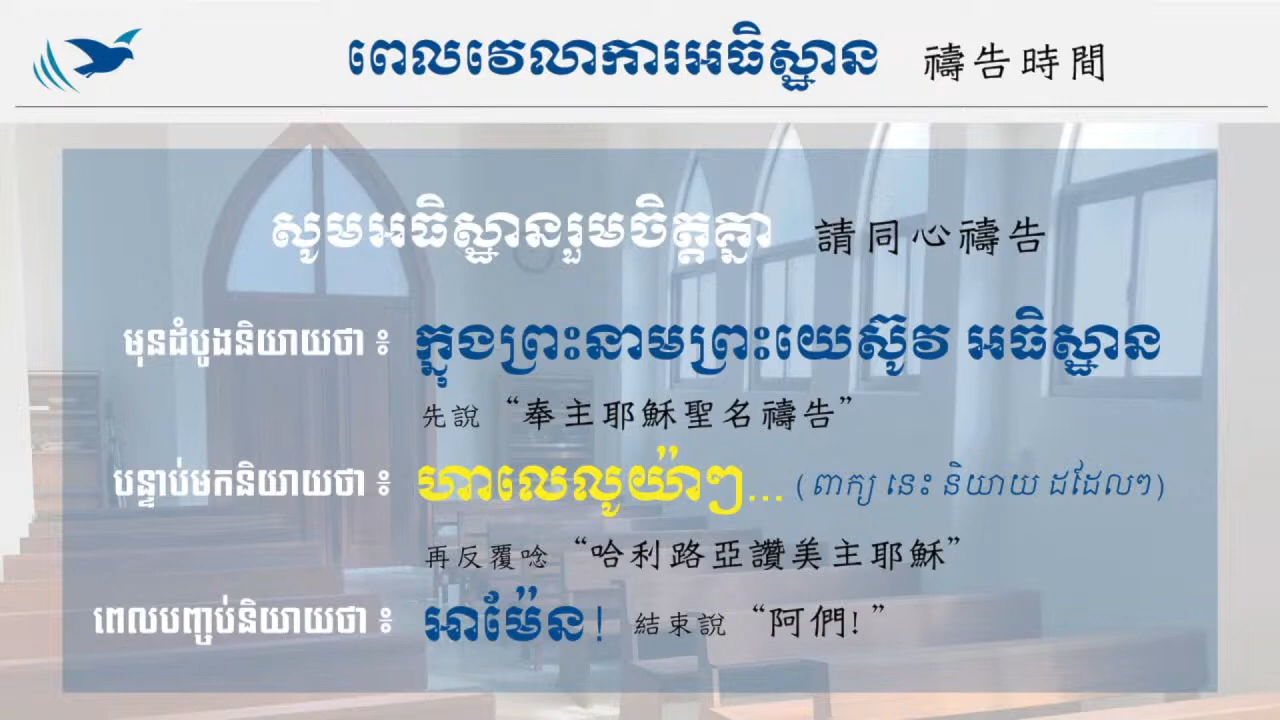 ពេលវេលាការអធិស្ឋាន 禱告時間
សូមអធិស្ឋានរួមចិត្តគ្នា 請同心禱告
មុនដំបូងនិយាយថា ៖ ក្នុងព្រះនាមព្រះយេស៊ូវ អធិស្ឋាន
先說 “奉主耶穌聖名禱告”
បន្ទាប់មកនិយាយថា ៖ ហាលេលូយ៉ាៗ... (ពាក្យ នេះ និយាយ ដដែលៗ)
再反覆唸 “哈利路亞讚美主耶穌”
ពេលបញ្ចប់និយាយថា ៖ អាម៉ែន! 結束說 “阿們!”